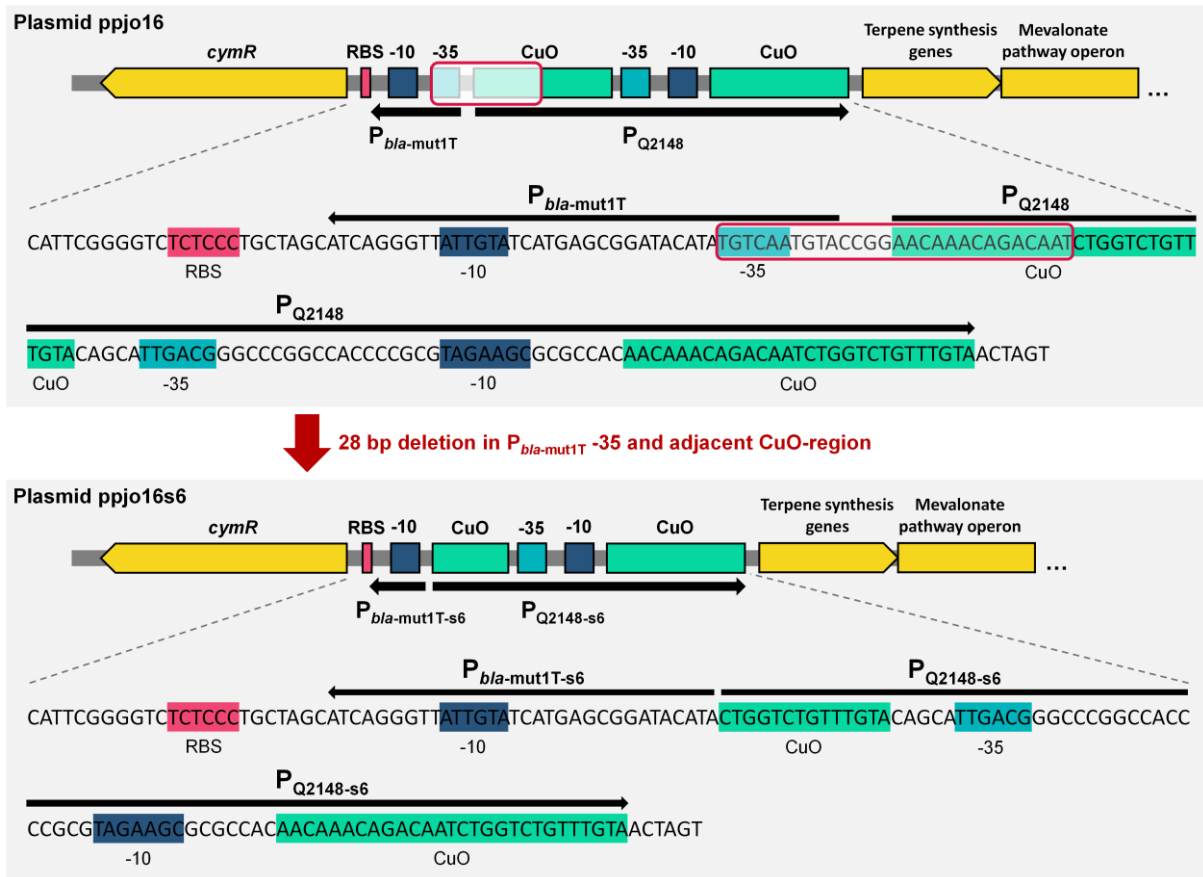 Plasmid ppjo16
Terpene synthesis genes
Mevalonate pathway operon
cymR RBS -10 -35 CuO -35 -10 CuO
...
Pbla-mut1T PQ2148
Pbla-mut1T PQ2148
CATTCGGGGTCTCTCCCTGCTAGCATCAGGGTTATTGTATCATGAGCGGATACATATGTCAATGTACCGGAACAAACAGACAATCTGGTCTGTT
RBS -10 -35 CuO
PQ2148
TGTACAGCATTGACGGGCCCGGCCACCCCGCGTAGAAGCGCGCCACAACAAACAGACAATCTGGTCTGTTTGTAACTAGT
CuO -35 -10 CuO
28 bp deletion in Pbla-mut1T -35 and adjacent CuO-region
Plasmid ppjo16s6
Terpene synthesis genes
Mevalonate pathway operon
cymR RBS -10 CuO -35 -10 CuO
...
Pbla-mut1T-s6 PQ2148-s6
Pbla-mut1T-s6 PQ2148-s6
CATTCGGGGTCTCTCCCTGCTAGCATCAGGGTTATTGTATCATGAGCGGATACATACTGGTCTGTTTGTACAGCATTGACGGGCCCGGCCACC
RBS -10 CuO -35
PQ2148-s6
CCGCGTAGAAGCGCGCCACAACAAACAGACAATCTGGTCTGTTTGTAACTAGT
-10 CuO